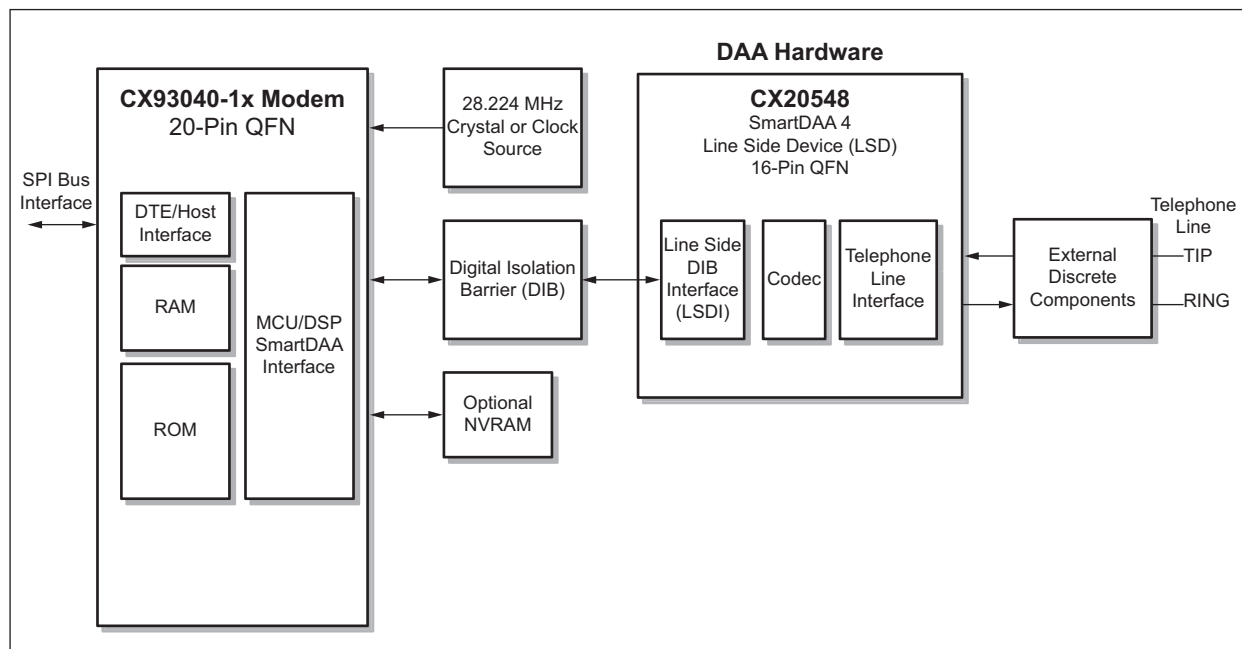 DAA Hardware
CX93040-1x Modem
20-Pin QFN
SPI Bus
Interface
DTE/Host
Interface
RAM
ROM
MCU/DSP
SmartDAA
Interface
28.224 MHz
Crystal or Clock
Source
Digital Isolation
Barrier (DIB)
Optional
NVRAM
CX20548
SmartDAA 4
Line Side Device (LSD)
16-Pin QFN
Line Side
DIB
Interface
(LSDI)
Codec
Telephone
Line
Interface
External
Discrete
Components
Telephone
Line
TIP
RING